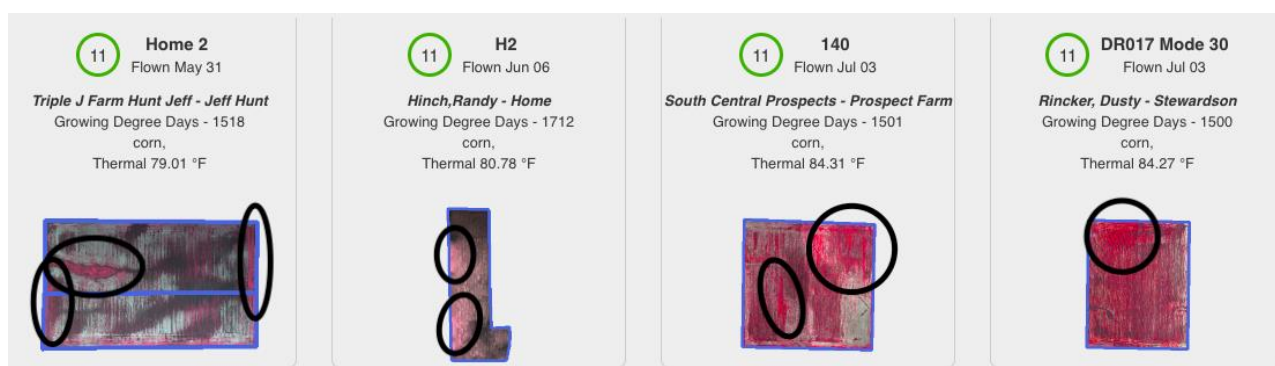 11
Home 2
Flown May 31
Triple J Farm Hunt Jeff - Jeff Hunt
Growing Degree Days - 1518
corn,
Thermal 79.01 °F
11
H2
Flown Jun 06
Hinch,Randy - Home
Growing Degree Days - 1712
corn,
Thermal 80.78 °F
11
140
Flown Jul 03
South Central Prospects - Prospect Farm
Growing Degree Days - 1501
corn,
Thermal 84.31 °F
11
DR017 Mode 30
Flown Jul 03
Rincker, Dusty - Stewardson
Growing Degree Days - 1500
corn,
Thermal 84.27 °F